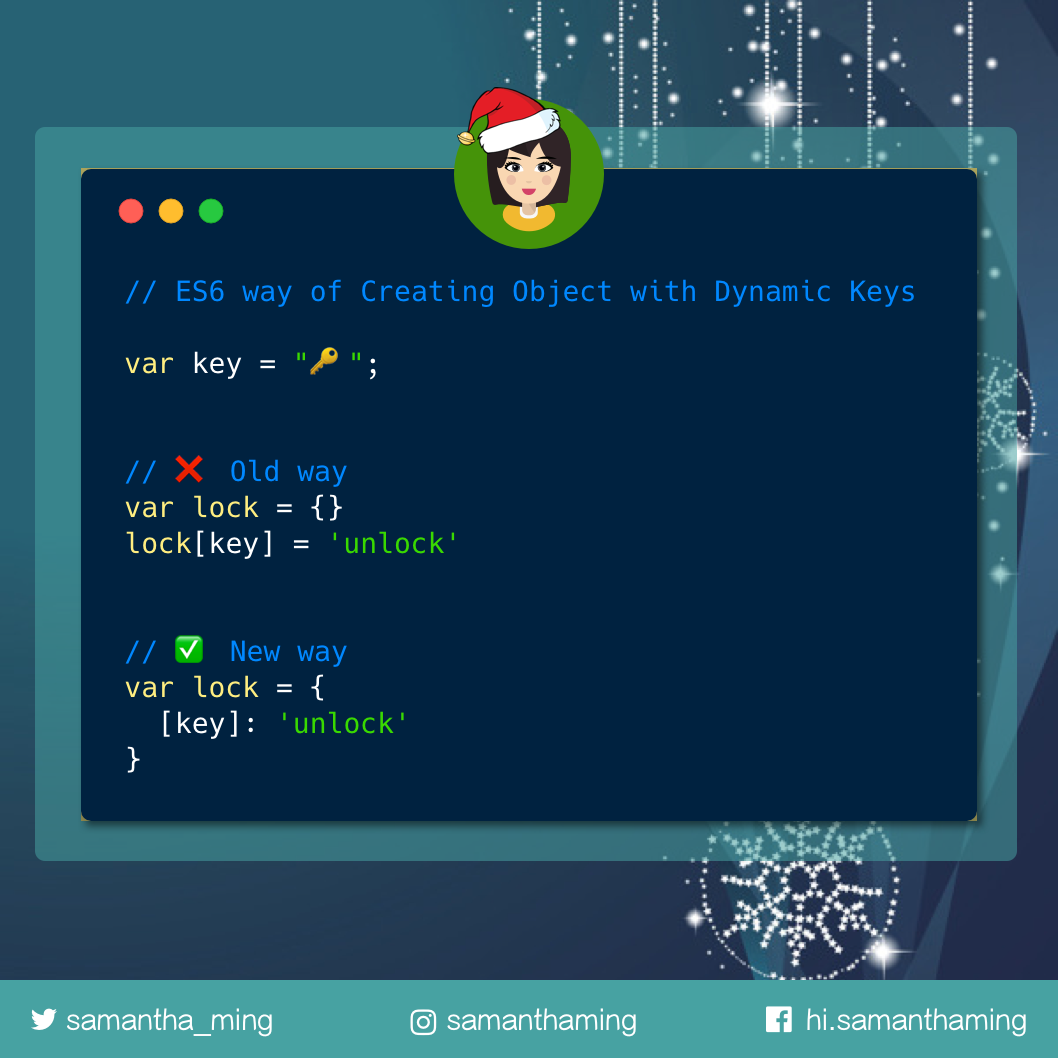 // ES6 way of Creating Object with Dynamic Keys
var key = "🔑 ";
// ❌ Old way
var lock = {}
lock[key] = 'unlock'
// ✅ New way
var lock = {
  [key]: 'unlock'
}
samantha_ming
samanthaming
hi.samanthaming